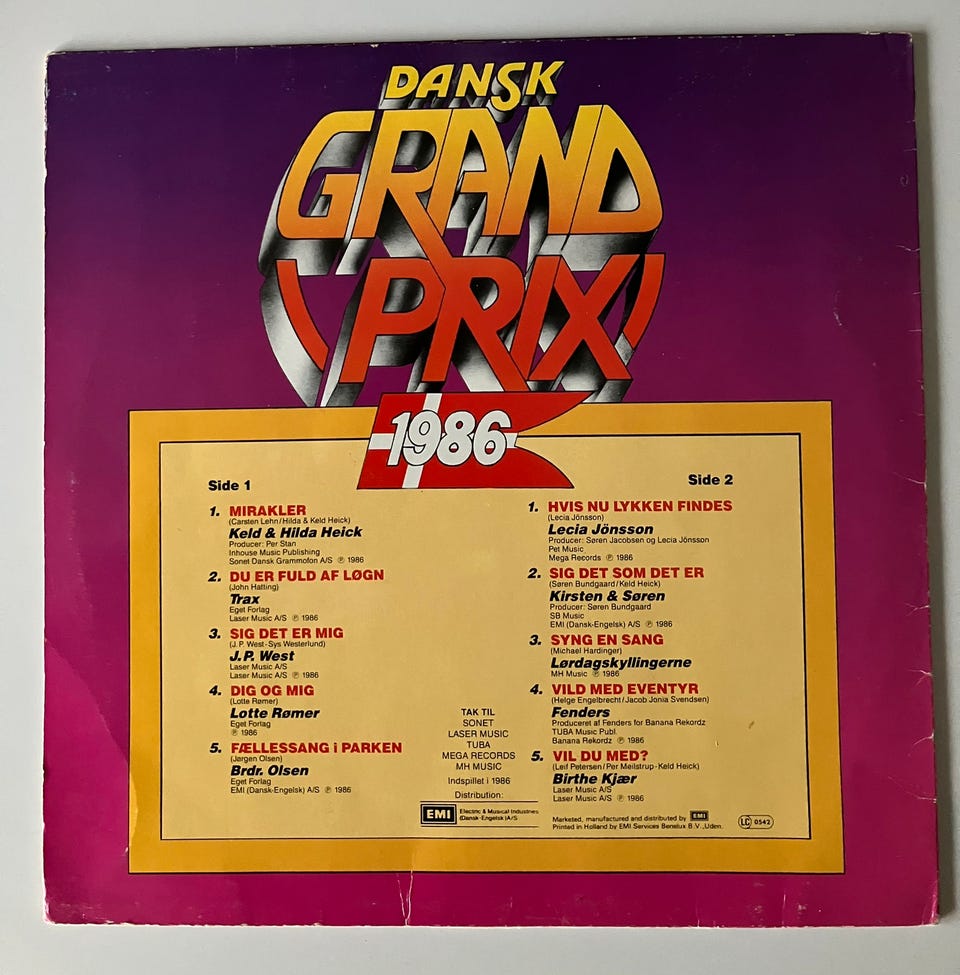 DANSK
GRAND
PRIX
1986
Side 1
1. MIRAKLER
(Carsten Lehn/Hilda & Keld Heick)
Keld & Hilda Heick
Producer: Per Stan
Inhouse Music Publishing
Sonet Dansk Grammofon A/S Ⓟ 1986
2. DU ER FULD AF LØGN
(John Hatting)
Trax
Eget Forlag
Laser Music A/S Ⓟ 1986
3. SIG DET ER MIG
(J. P. West-Sys Westerlund)
J.P. West
Laser Music A/S
Laser Music A/S Ⓟ 1986
4. DIG OG MIG
(Lotte Rømer)
Lotte Rømer
Eget Forlag
Ⓟ 1986
5. FÆLLESSANG i PARKEN
(Jørgen Olsen)
Brdr. Olsen
Eget Forlag
EMI (Dansk-Engelsk) A/S Ⓟ 1986
TAK TIL
SONET
LASER MUSIC
TUBA
MEGA RECORDS
MH MUSIC
Indspillet i 1986
Distribution:
EMI Electric & Musical Industries
(Dansk-Engelsk) A/S
Side 2
1. HVIS NU LYKKEN FINDES
(Lecia Jönsson)
Lecia Jönsson
Producer: Søren Jacobsen og Lecia Jönsson
Pet Music
Mega Records Ⓟ 1986
2. SIG DET SOM DET ER
(Søren Bundgaard/Keld Heick)
Kirsten & Søren
Producer: Søren Bundgaard
SB Music
EMI (Dansk-Engelsk) A/S Ⓟ 1986
3. SYNG EN SANG
(Michael Hardinger)
Lørdagskyllingerne
MH Music Ⓟ 1986
4. VILD MED EVENTYR
(Helge Engelbrecht/Jacob Jonia Svendsen)
Fenders
Produceret af Fenders for Banana Rekordz
TUBA Music Publ.
Banana Rekordz Ⓟ 1986
5. VIL DU MED?
(Leif Petersen/Per Meilstrup-Keld Heick)
Birthe Kjær
Laser Music A/S
Laser Music A/S Ⓟ 1986
Marketed, manufactured and distributed by EMI
Printed in Holland by EMI Services Benelux B.V., Uden.
LC 0542